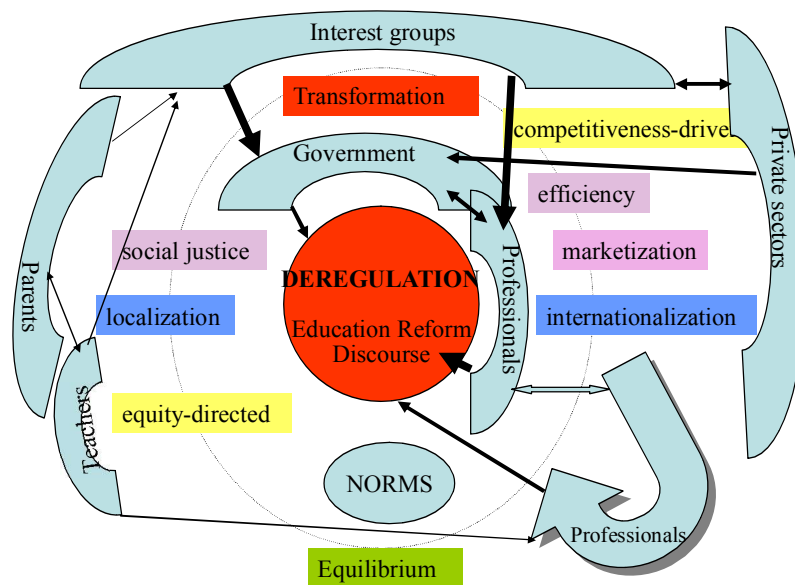 Interest groups
Transformation
competitiveness-drive
Government
Private sectors
efficiency
social justice
Professionals
marketization
Parents
DEREGULATION
localization
Education Reform
Discourse
internationalization
equity-directed
Teachers
NORMS
Professionals
Equilibrium